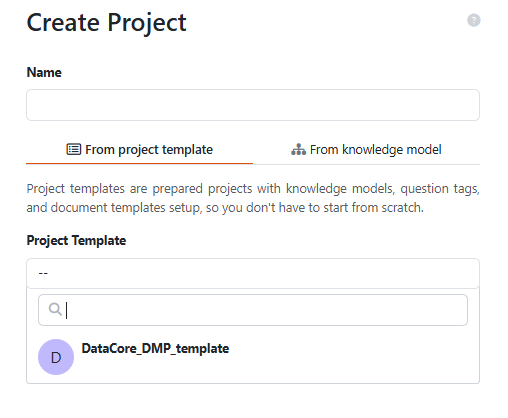 Create Project
?
Name
From project template
From knowledge model
Project templates are prepared projects with knowledge models, question tags,
and document templates setup, so you don't have to start from scratch.
Project Template
--
D
DataCore_DMP_template